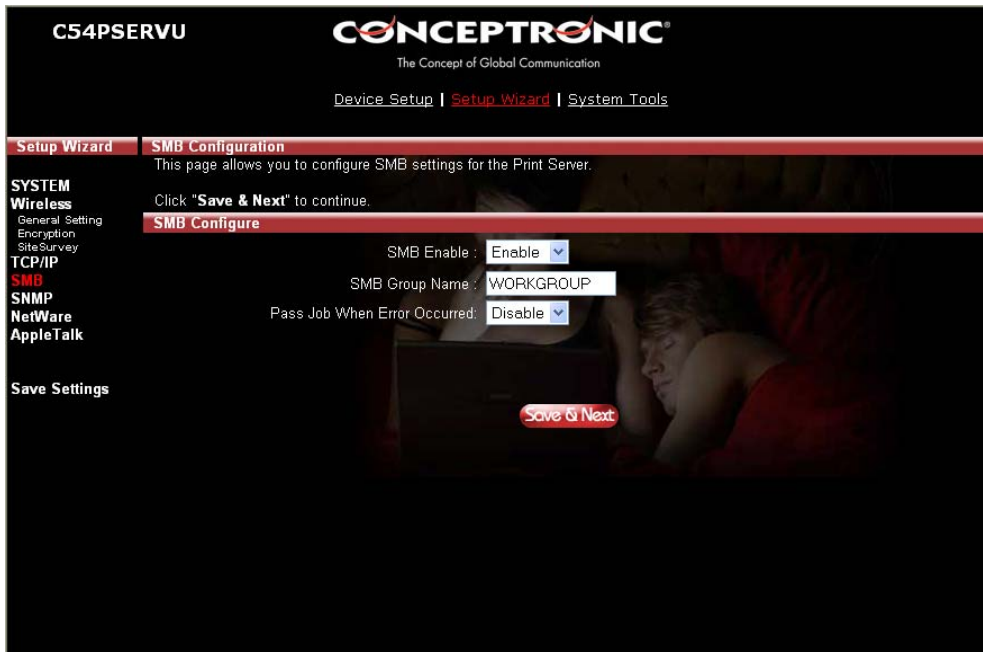 C54PSERVU
CONCEPTRONIC®
The Concept of Global Communication
Device Setup | Setup Wizard | System Tools
Setup Wizard
SYSTEM
Wireless
General Setting
Encryption
SiteSurvey
TCP/IP
SMB
SNMP
NetWare
AppleTalk
Save Settings
SMB Configuration
This page allows you to configure SMB settings for the Print Server.
Click "Save & Next" to continue.
SMB Configure
SMB Enable : Enable
SMB Group Name : WORKGROUP
Pass Job When Error Occurred: Disable
Save & Next